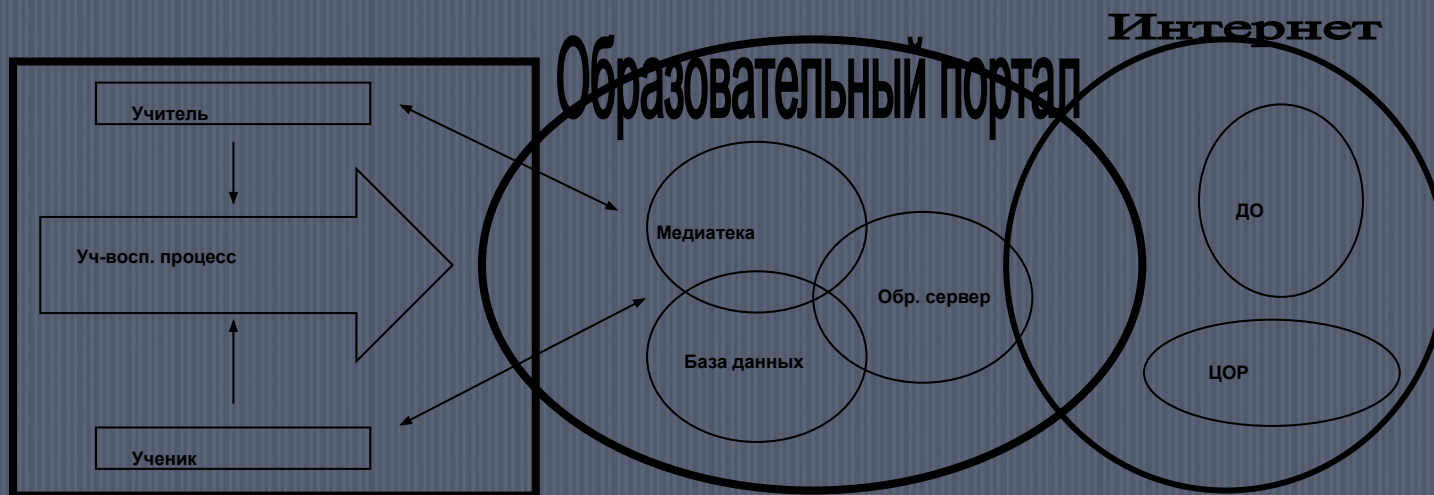 Интернет
Образовательный портал
Учитель
Уч-восп. процесс
Ученик
Медиатека
Обр. сервер
База данных
ДО
ЦОР